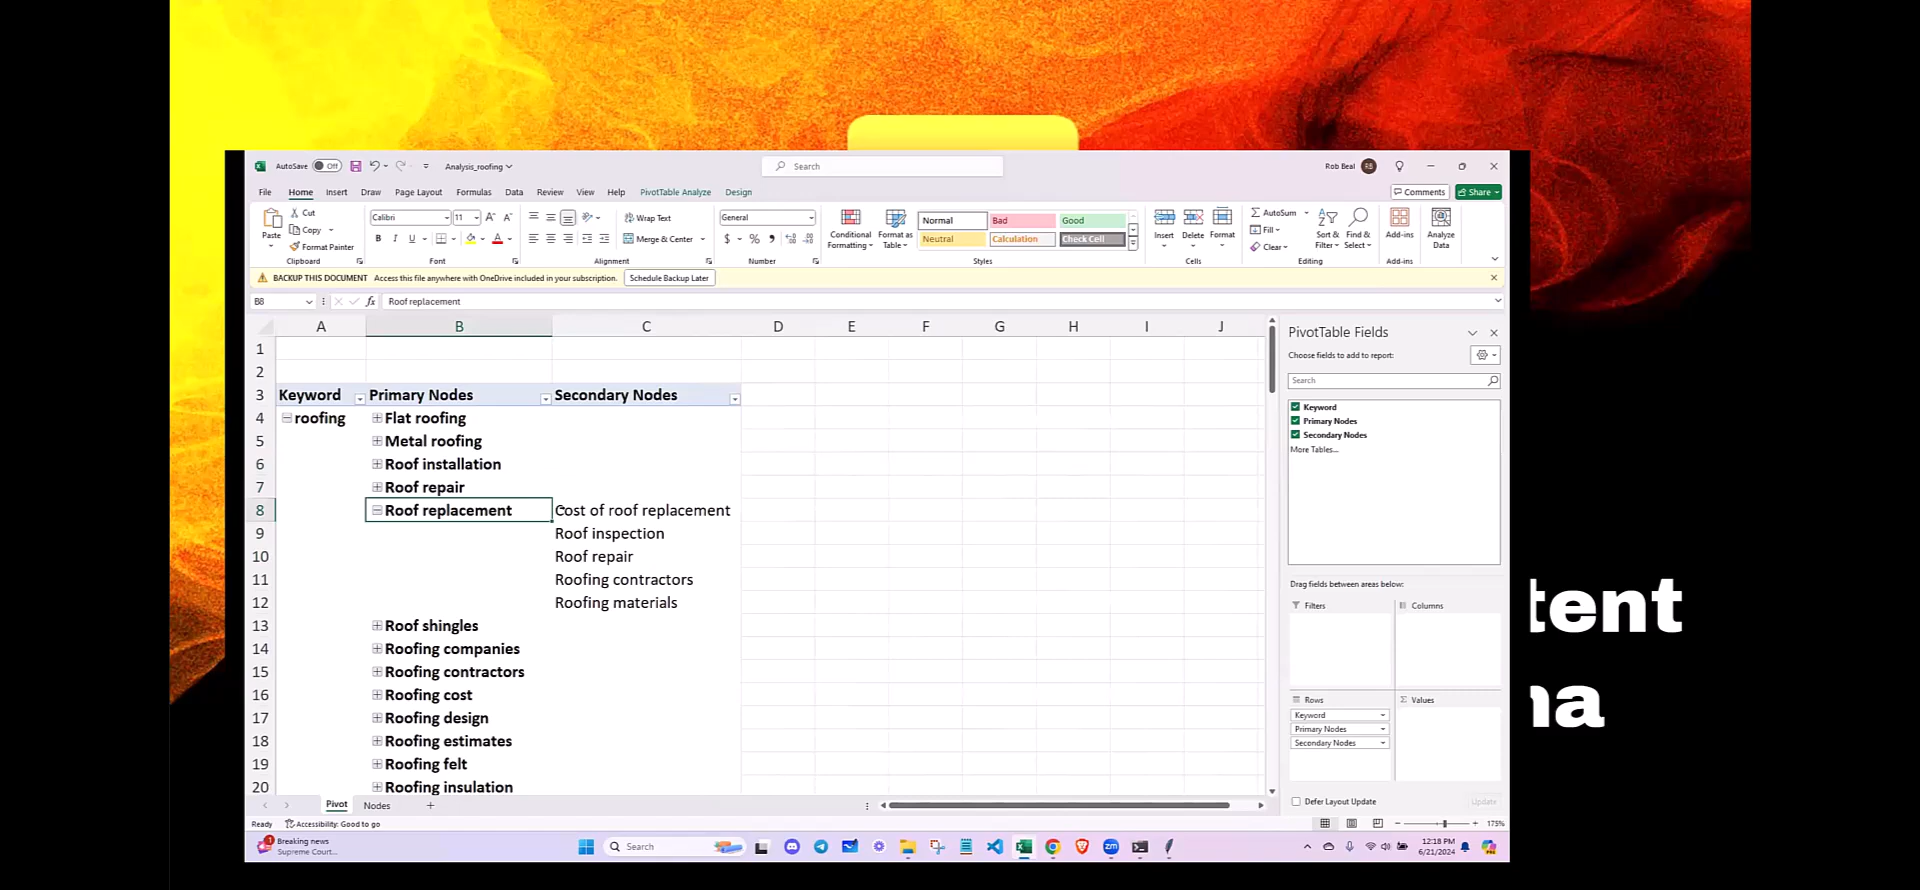 AutoSave Off Analysis_roofing Search Rob Beal RB
File Home Insert Draw Page Layout Formulas Data Review View Help PivotTable Analyze Design Comments Share
Paste Cut Copy Format Painter
Clipboard
Calibri 11
B I U
Font
Wrap Text
Merge & Center
Alignment
General
$ % ,
Number
Conditional Formatting
Format as Table
Normal Bad Good
Neutral Calculation Check Cell
Styles
Insert Delete Format
Cells
AutoSum
Fill
Clear
Sort & Filter
Find & Select
Editing
Add-ins
Add-ins
Analyze Data
BACKUP THIS DOCUMENT Access this file anywhere with OneDrive included in your subscription. Schedule Backup Later
B8 fx Roof replacement
A B C D E F G H I J
1
2
3 Keyword Primary Nodes Secondary Nodes
4 roofing Flat roofing
5 Metal roofing
6 Roof installation
7 Roof repair
8 Roof replacement Cost of roof replacement
9 Roof inspection
10 Roof repair
11 Roofing contractors
12 Roofing materials
13 Roof shingles
14 Roofing companies
15 Roofing contractors
16 Roofing cost
17 Roofing design
18 Roofing estimates
19 Roofing felt
20 Roofing insulation
PivotTable Fields
Choose fields to add to report:
Search
Keyword
Primary Nodes
Secondary Nodes
More Tables...
Drag fields between areas below:
Filters Columns
Rows Values
Keyword
Primary Nodes
Secondary Nodes
Defer Layout Update Update
Pivot Nodes
Ready Accessibility: Good to go 175%
Breaking news
Supreme Court...
Search
zm
12:18 PM
6/21/2024
tent
na